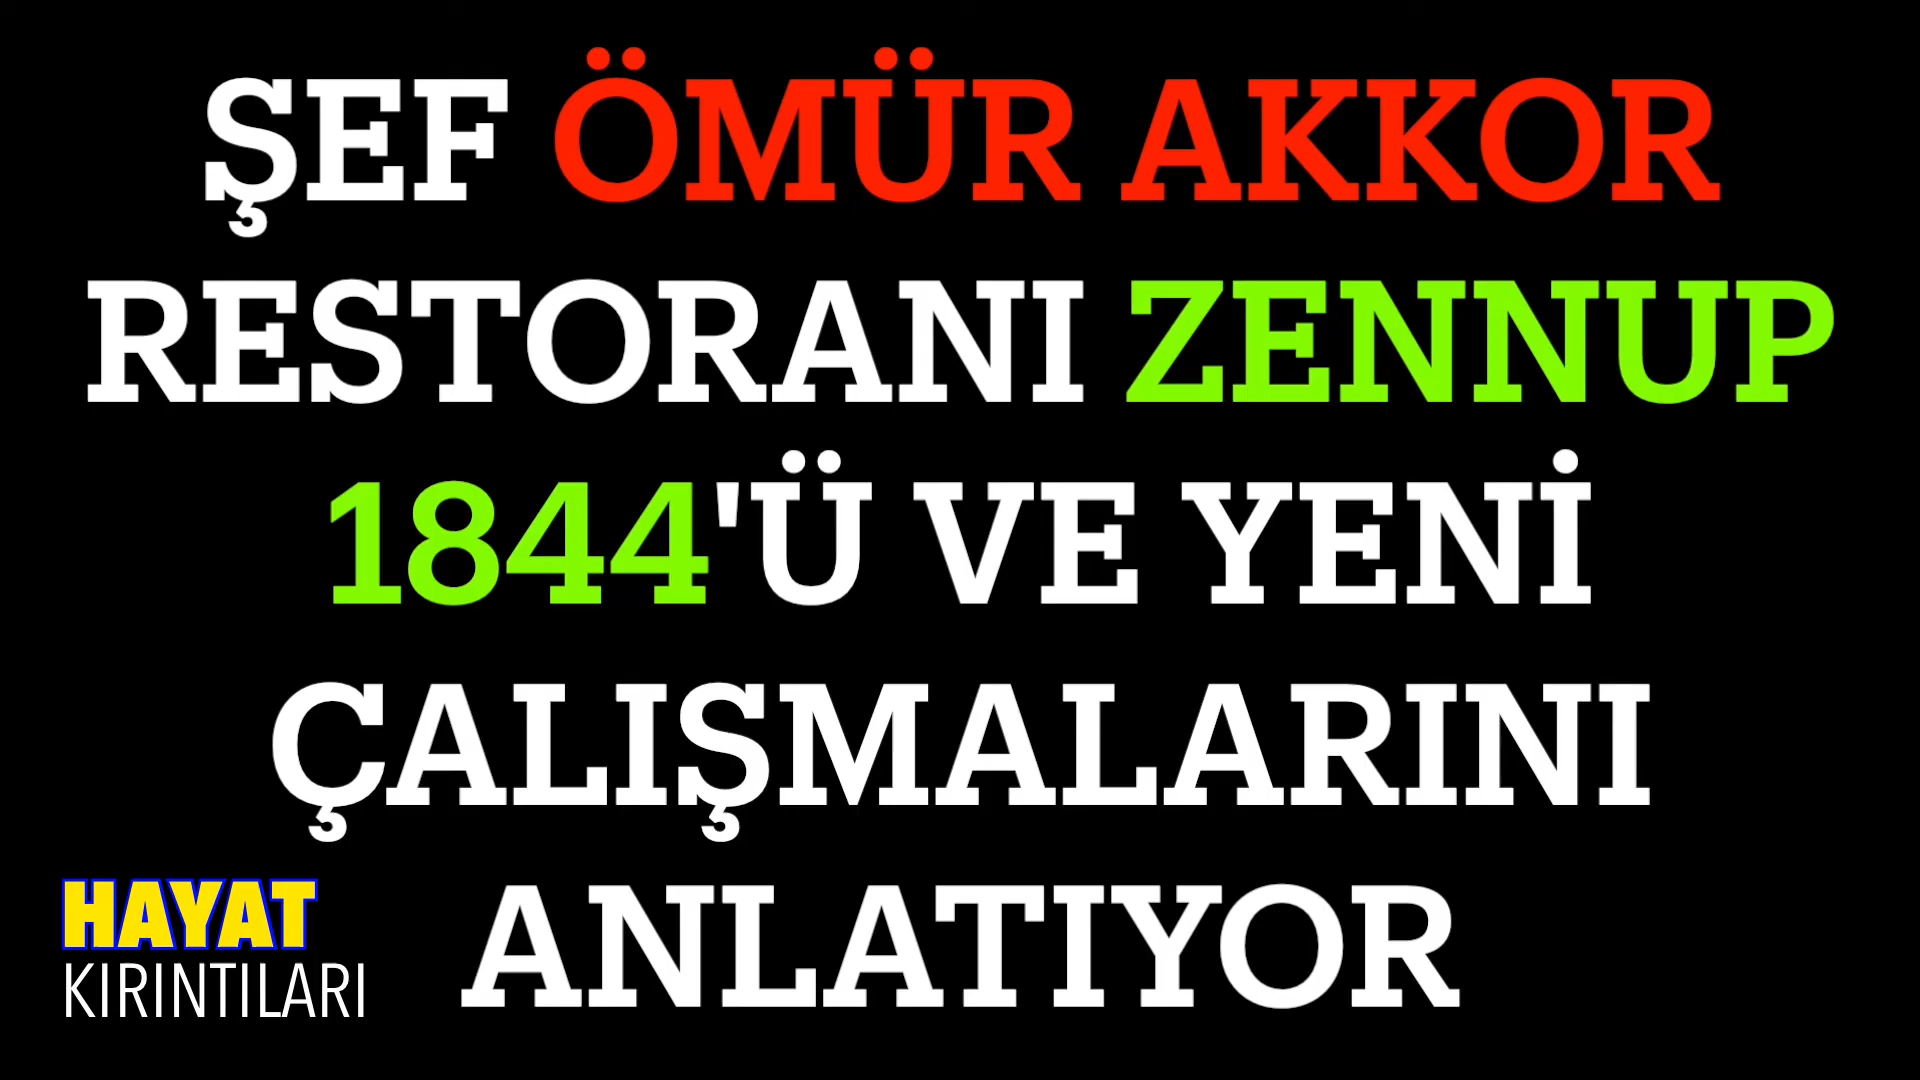 ŞEF ÖMÜR AKKOR
RESTORANI ZENNUP
1844'Ü VE YENİ
ÇALIŞMALARINI
ANLATIYOR
HAYAT
KIRINTILARI